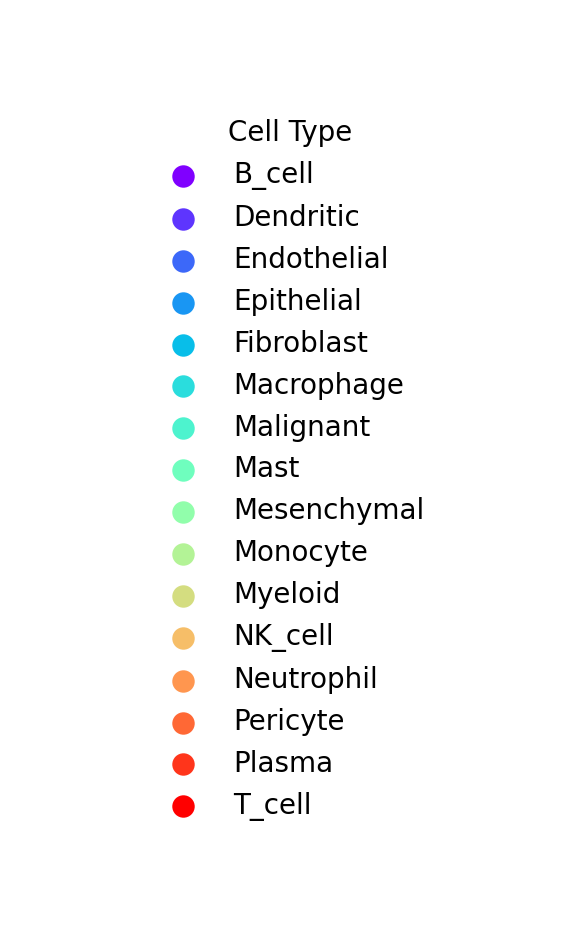 Cell Type
B_cell
Dendritic
Endothelial
Epithelial
Fibroblast
Macrophage
Malignant
Mast
Mesenchymal
Monocyte
Myeloid
NK_cell
Neutrophil
Pericyte
Plasma
T_cell